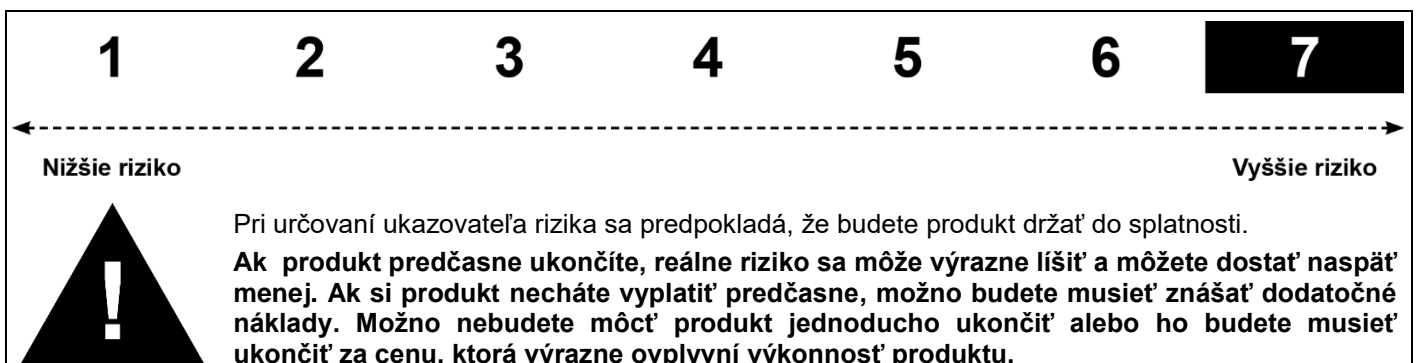 1 2 3 4 5 6 7
Nižšie riziko Vyššie riziko
!
Pri určovaní ukazovateľa rizika sa predpokladá, že budete produkt držať do splatnosti.
Ak produkt predčasne ukončíte, reálne riziko sa môže výrazne líšiť a môžete dostať naspäť
menej. Ak si produkt necháte vyplatiť predčasne, možno budete musieť znášať dodatočné
náklady. Možno nebudete môcť produkt jednoducho ukončiť alebo ho budete musieť
ukončiť za cenu, ktorá výrazne ovplyvní výkonnosť produktu.